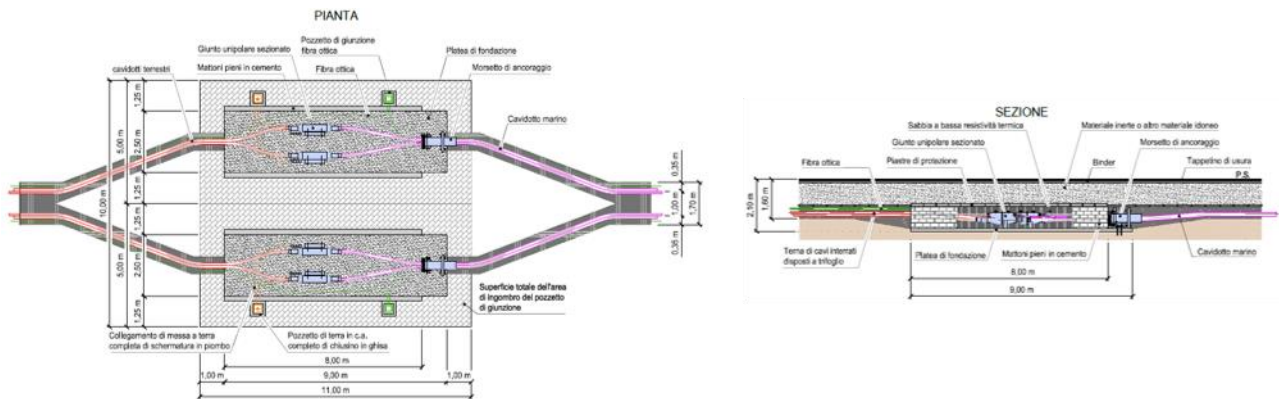 PIANTA
Giunto unipolare sezionato
Pozzetto di giunzione
fibra ottica
Platea di fondazione
cavidotti terrestri
Mattoni pieni in cemento
Fibra ottica
Morsetto di ancoraggio
Cavidotto marino
1,25 m
2,50 m
1,25 m
1,25 m
2,50 m
1,25 m
5,00 m
5,00 m
10,00 m
0,35 m
1,00 m
1,70 m
0,35 m
Superficie totale dell'area
di ingombro del pozzetto
di giunzione
Collegamento di messa a terra
completa di schermatura in piombo
Pozzetto di terra in c.a.
completo di chiusino in ghisa
8,00 m
1,00 m
9,00 m
1,00 m
11,00 m
SEZIONE
Sabbia a bassa resistività termica
Materiale inerte o altro materiale idoneo
Giunto unipolare sezionato
Morsetto di ancoraggio
Fibra ottica
Piastre di protezione
Binder
Tappetino di usura
P.S.
2,10 m
1,60 m
Terna di cavi interrati
disposti a trifoglio
Platea di fondazione
Mattoni pieni in cemento
Cavidotto marino
8,00 m
9,00 m